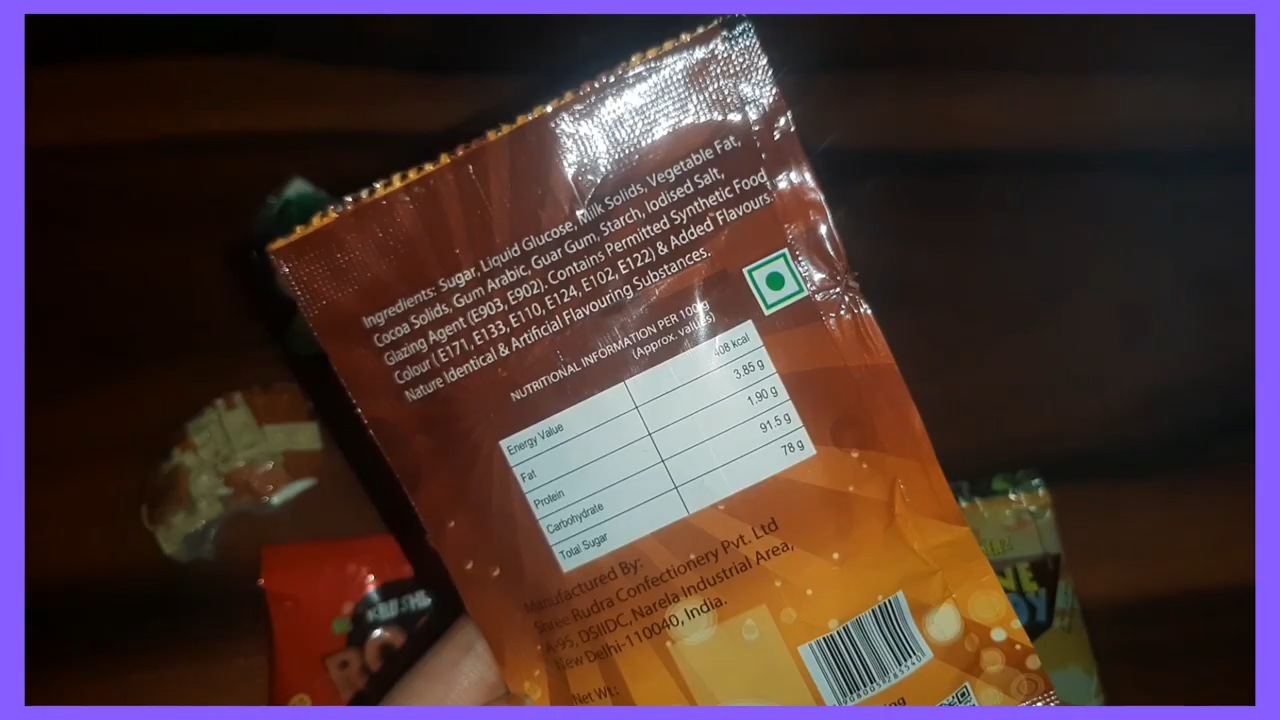 Ingredients: Sugar, Liquid Glucose, Milk Solids, Vegetable Fat,
Cocoa Solids, Gum Arabic, Guar Gum, Starch, Iodised Salt,
Glazing Agent (E903, E902). Contains Permitted Synthetic Food
Colour ( E171, E133, E110, E124, E102, E122) & Added Flavours.
Nature Identical & Artificial Flavouring Substances.
NUTRITIONAL INFORMATION PER 100 g
(Approx. values)
Energy Value 408 kcal
Fat 3.85 g
Protein 1.90 g
Carbohydrate 91.5 g
Total Sugar 78 g
Manufactured By:
Shree Rudra Confectionery Pvt. Ltd
A-95, DSIIDC, Narela Industrial Area,
New Delhi-110040, India.
Net Wt: